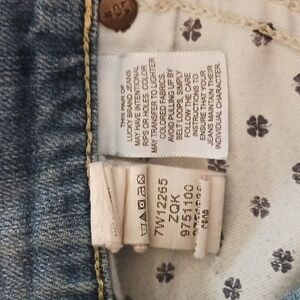 THIS PAIR OF
LUCKY BRAND JEANS
MAY HAVE INTENTIONAL
RIPS OR HOLES. COLOR
MAY TRANSFER TO LIGHTER
COLORED FABRICS.
AVOID PULLING UP BY
BELT LOOPS, SIMPLY
FOLLOW THE CARE
INSTRUCTIONS TO
ENSURE THAT YOUR
JEANS MAINTAIN THEIR
INDIVIDUAL CHARACTER.
7W12265
ZQK
9751100